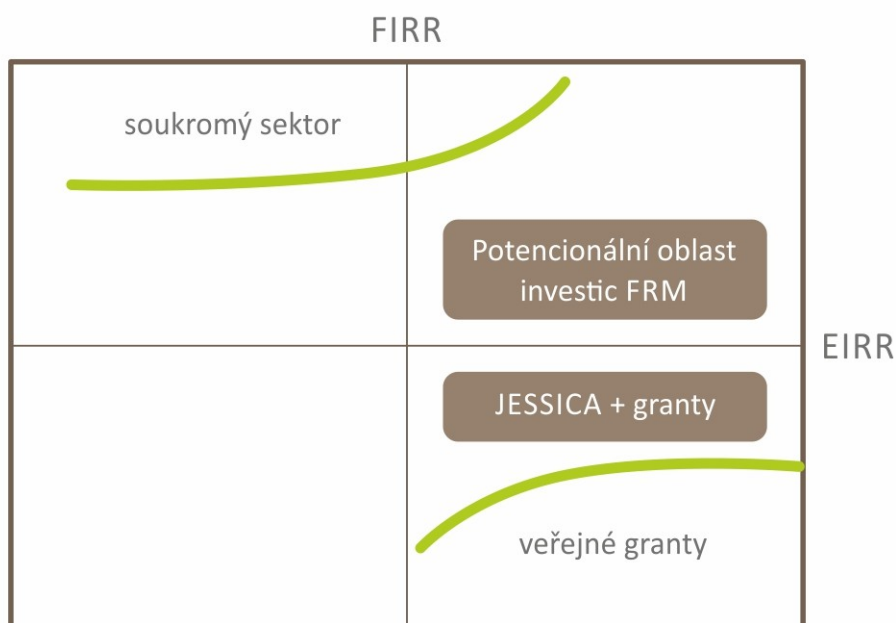 FIRR
soukromý sektor
Potencionální oblast
investic FRM
EIRR
JESSICA + granty
veřejné granty